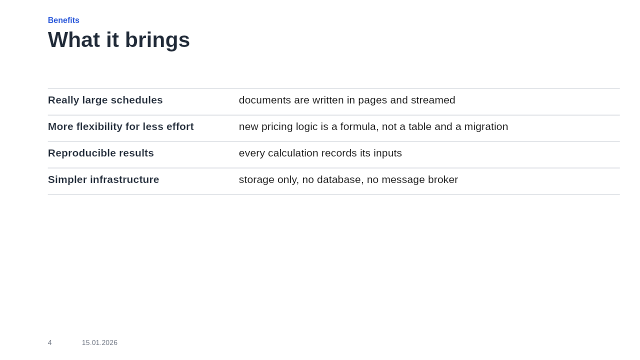 Benefits
What it brings
Really large schedules documents are written in pages and streamed
More flexibility for less effort new pricing logic is a formula, not a table and a migration
Reproducible results every calculation records its inputs
Simpler infrastructure storage only, no database, no message broker
4 15.01.2026